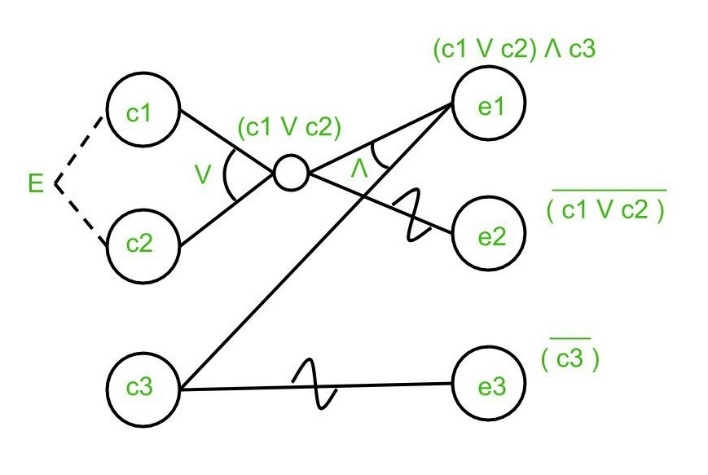 (c1 V c2) Λ c3
c1
(c1 V c2)
e1
E
V
Λ
c2
e2
( c1 V c2 )
c3
e3
( c3 )